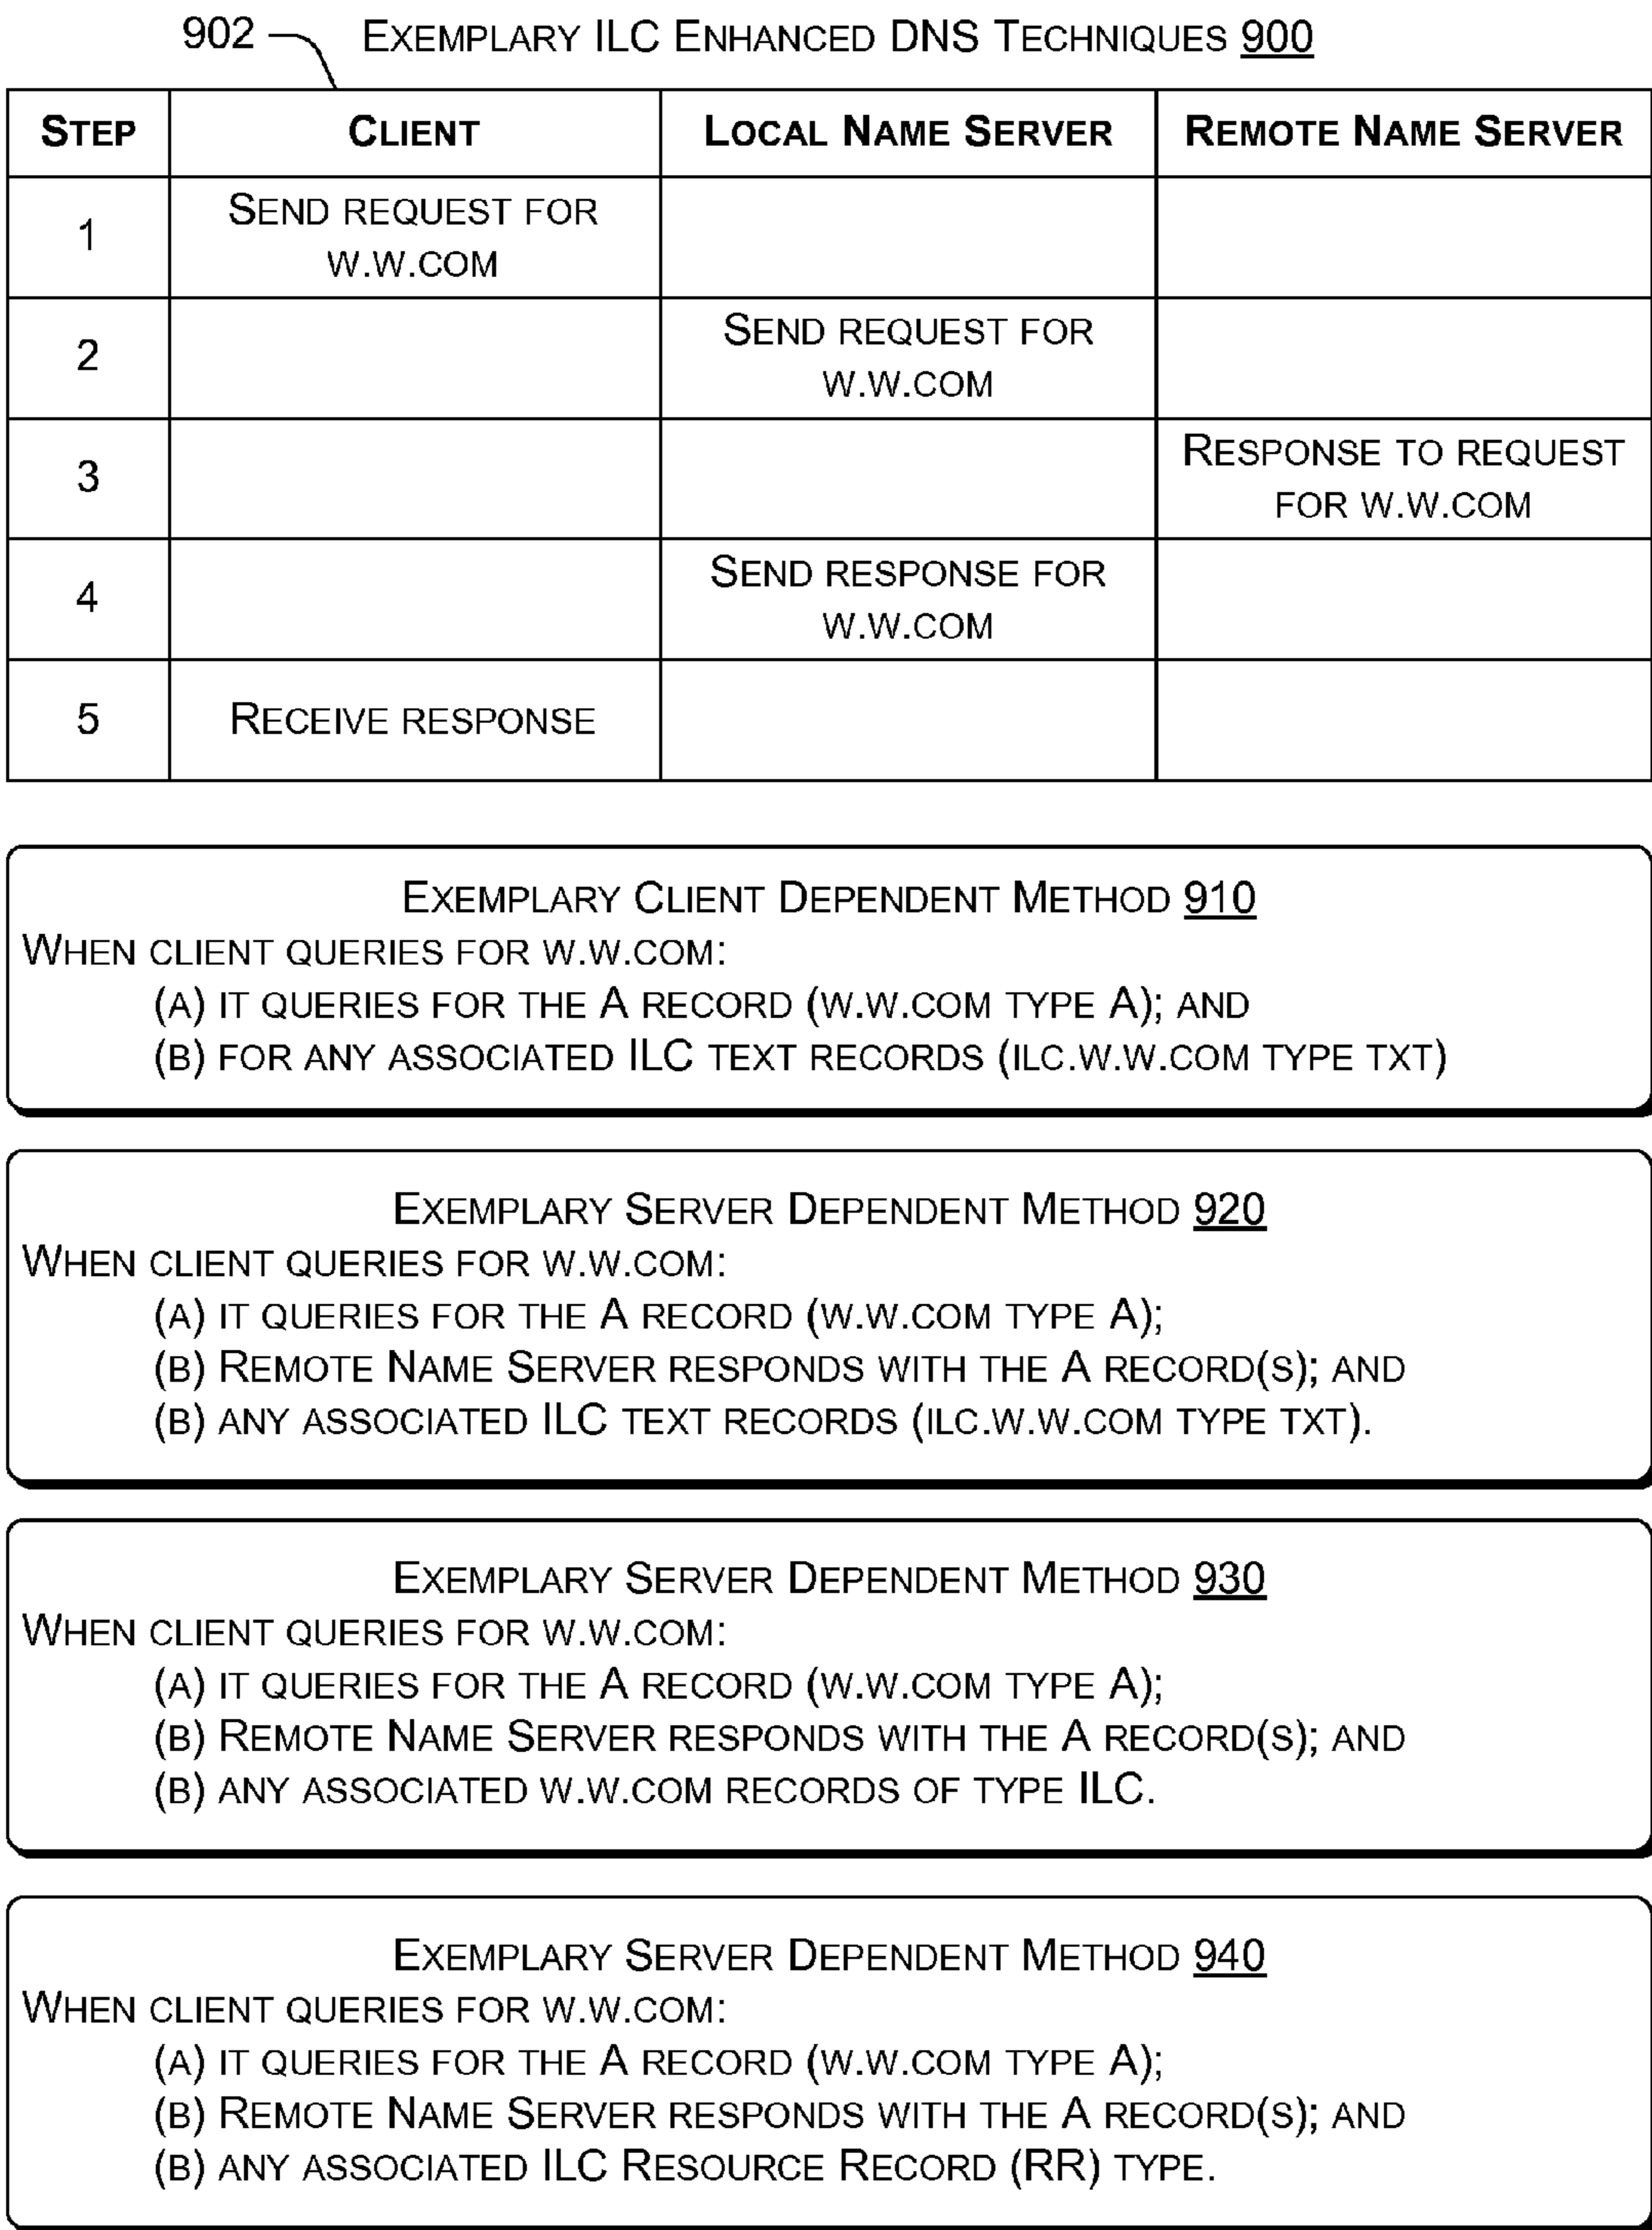 902 EXEMPLARY ILC ENHANCED DNS TECHNIQUES 900
STEP CLIENT LOCAL NAME SERVER REMOTE NAME SERVER
1 SEND REQUEST FOR W.W.COM
2 SEND REQUEST FOR W.W.COM
3 RESPONSE TO REQUEST FOR W.W.COM
4 SEND RESPONSE FOR W.W.COM
5 RECEIVE RESPONSE
EXEMPLARY CLIENT DEPENDENT METHOD 910
WHEN CLIENT QUERIES FOR W.W.COM:
(A) IT QUERIES FOR THE A RECORD (W.W.COM TYPE A); AND
(B) FOR ANY ASSOCIATED ILC TEXT RECORDS (ILC.W.W.COM TYPE TXT)
EXEMPLARY SERVER DEPENDENT METHOD 920
WHEN CLIENT QUERIES FOR W.W.COM:
(A) IT QUERIES FOR THE A RECORD (W.W.COM TYPE A);
(B) REMOTE NAME SERVER RESPONDS WITH THE A RECORD(S); AND
(B) ANY ASSOCIATED ILC TEXT RECORDS (ILC.W.W.COM TYPE TXT).
EXEMPLARY SERVER DEPENDENT METHOD 930
WHEN CLIENT QUERIES FOR W.W.COM:
(A) IT QUERIES FOR THE A RECORD (W.W.COM TYPE A);
(B) REMOTE NAME SERVER RESPONDS WITH THE A RECORD(S); AND
(B) ANY ASSOCIATED W.W.COM RECORDS OF TYPE ILC.
EXEMPLARY SERVER DEPENDENT METHOD 940
WHEN CLIENT QUERIES FOR W.W.COM:
(A) IT QUERIES FOR THE A RECORD (W.W.COM TYPE A);
(B) REMOTE NAME SERVER RESPONDS WITH THE A RECORD(S); AND
(B) ANY ASSOCIATED ILC RESOURCE RECORD (RR) TYPE.